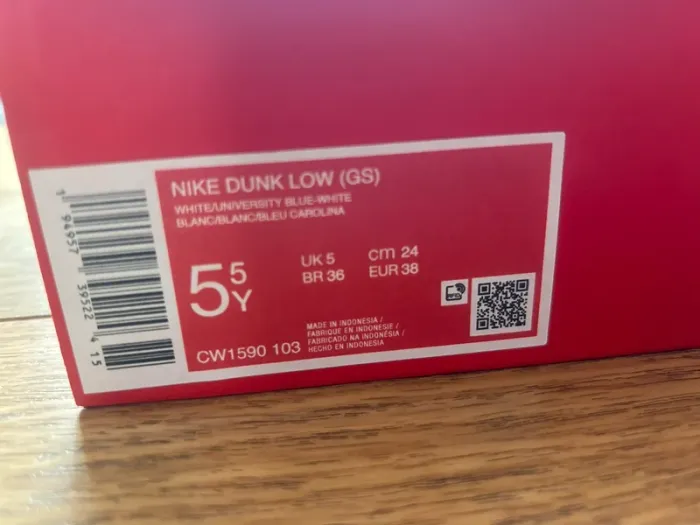 NIKE DUNK LOW (GS)
WHITE/UNIVERSITY BLUE-WHITE
BLANC/BLANC/BLEU CAROLINA
5 5 Y
UK 5 cm 24
BR 36 EUR 38
CW1590 103
MADE IN INDONESIA /
FABRIQUE EN INDONESIE /
FABRICADO NA INDONÉSIA /
HECHO EN INDONESIA
1 94957 39522 4 15